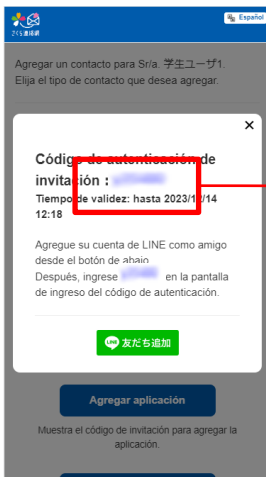 さくら連絡網
Español
Agregar un contacto para Sr/a. 学生ユーザ1.
Elija el tipo de contacto que desea agregar.
×
Código de autenticación de
invitación :
Tiempo de validez: hasta 2023/12/14
12:18
Agregue su cuenta de LINE como amigo
desde el botón de abajo.
Después, ingrese en la pantalla
de ingreso del código de autenticación.
LINE 友だち追加
Agregar aplicación
Muestra el código de invitación para agregar la
aplicación.